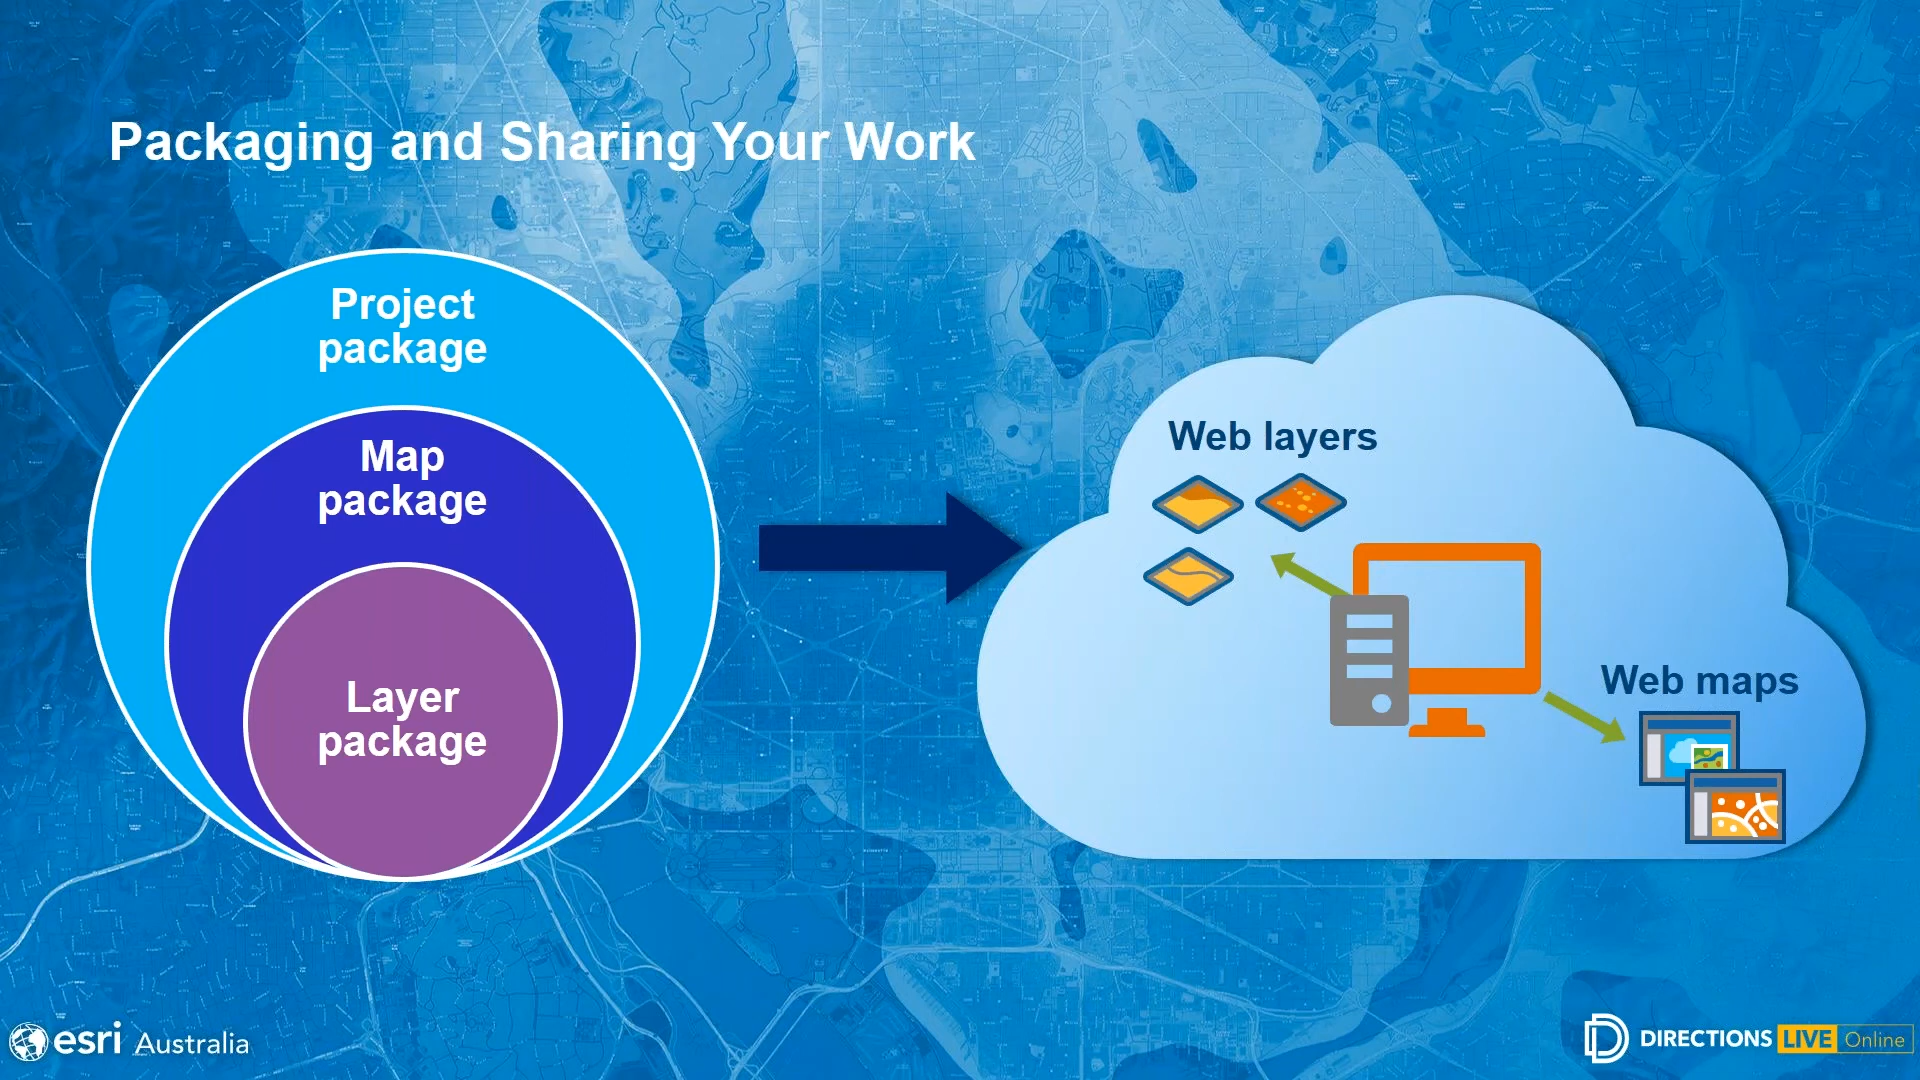 Packaging and Sharing Your Work
Project
package
Map
package
Layer
package
Web layers
Web maps
esri Australia
DIRECTIONS LIVE Online